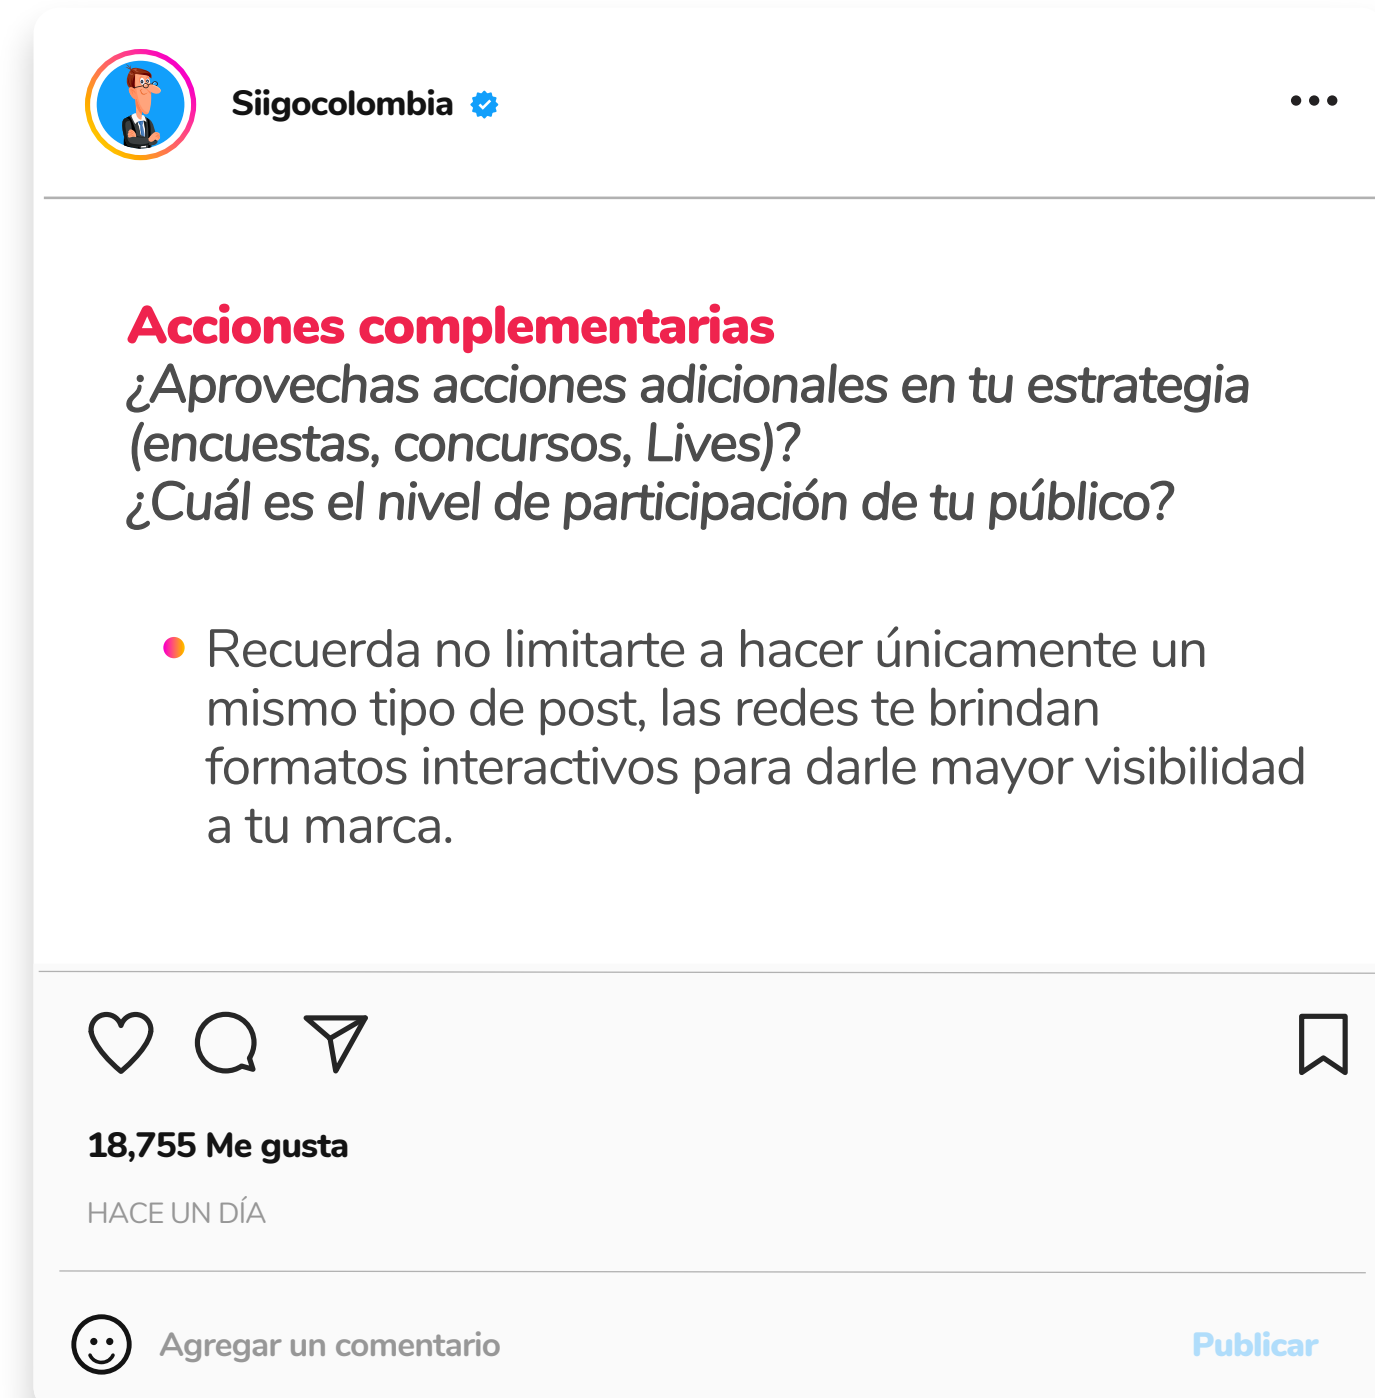 Siigocolombia
Acciones complementarias
¿Aprovechas acciones adicionales en tu estrategia
(encuestas, concursos, Lives)?
¿Cuál es el nivel de participación de tu público?
Recuerda no limitarte a hacer únicamente un
mismo tipo de post, las redes te brindan
formatos interactivos para darle mayor visibilidad
a tu marca.
18,755 Me gusta
HACE UN DÍA
Agregar un comentario
Publicar